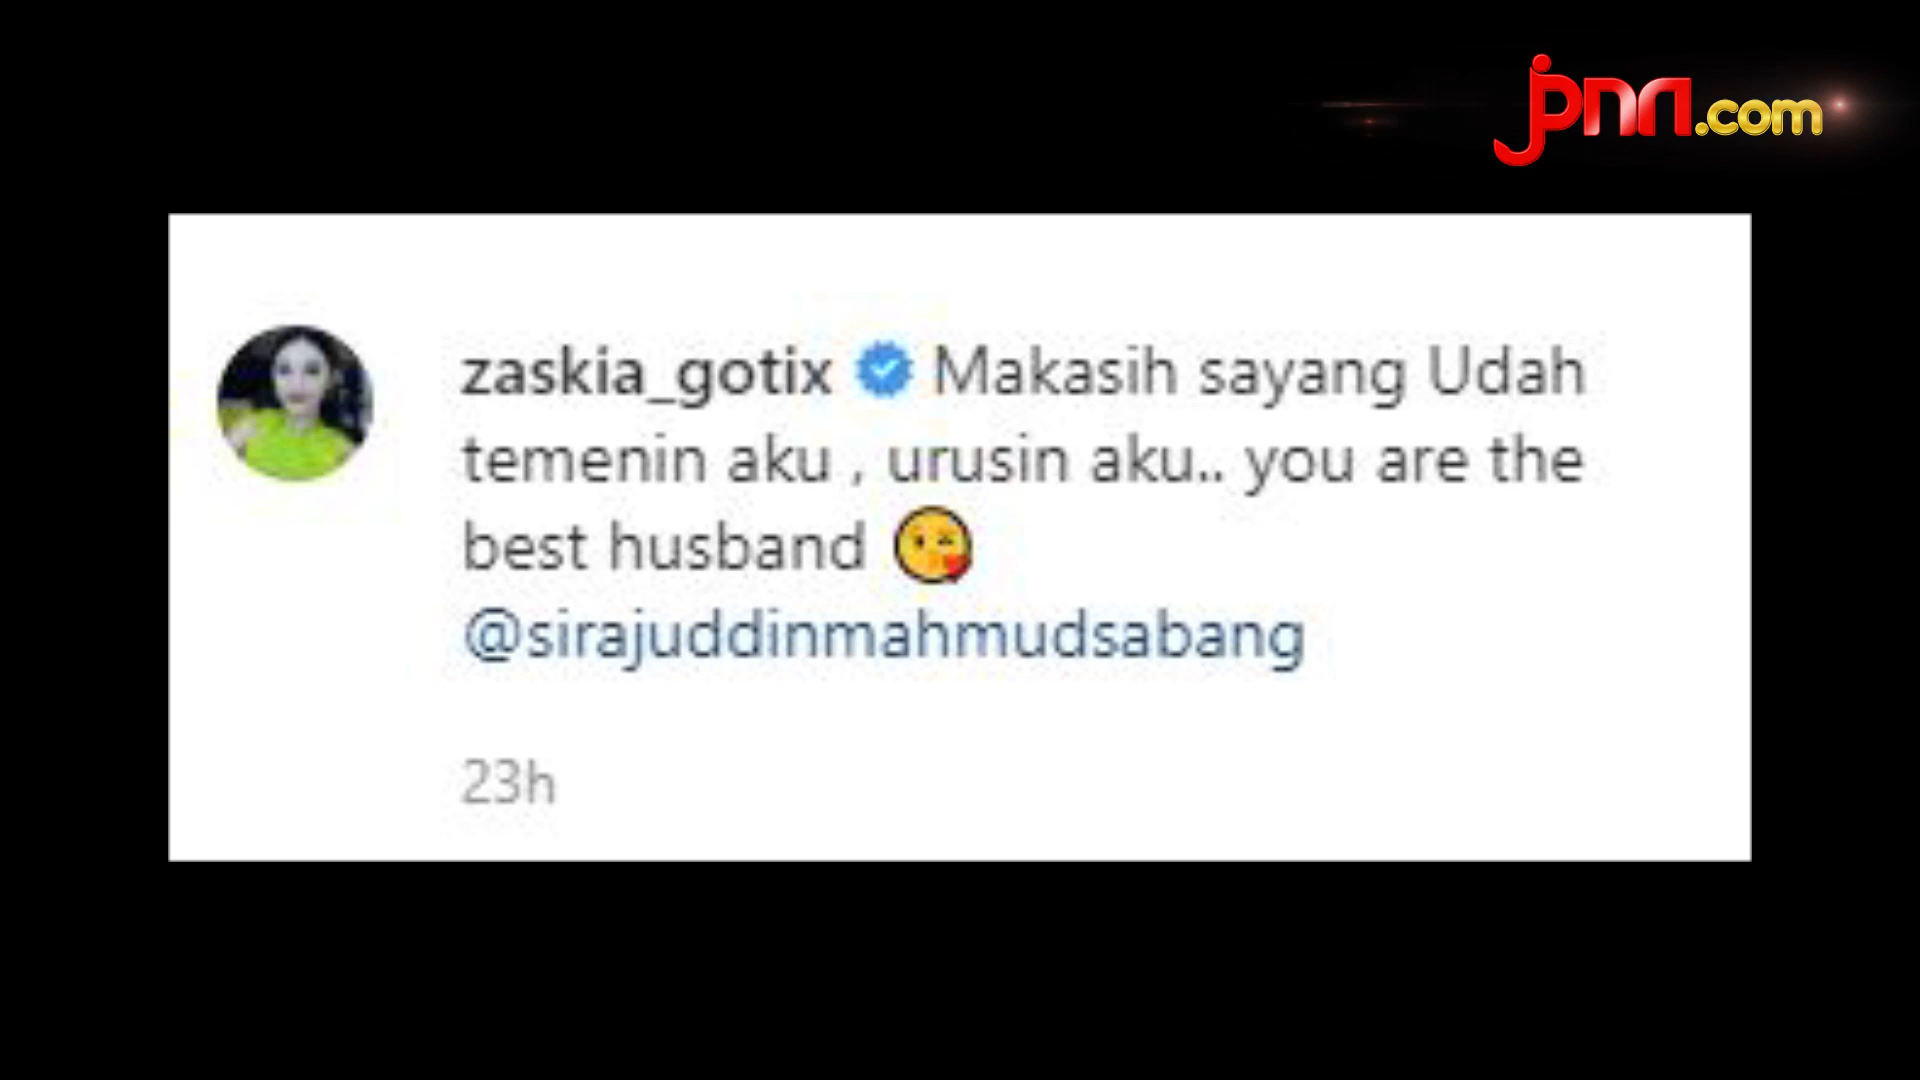 jpnn.com
zaskia_gotix Makasih sayang Udah
temenin aku , urusin aku.. you are the
best husband 😘
@sirajuddinmahmudsabang
23h